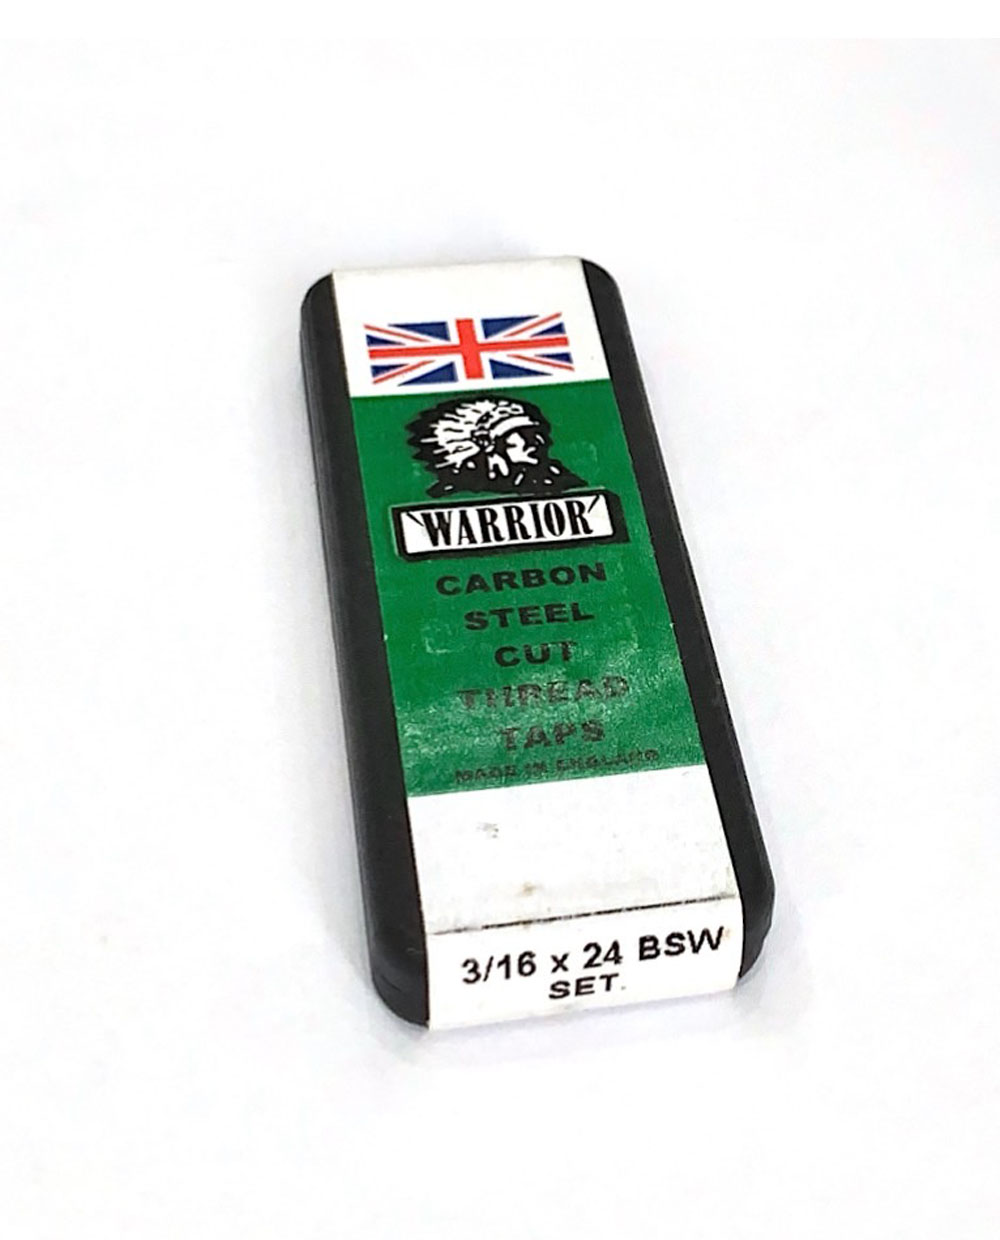 WARRIOR
CARBON
STEEL
CUT
THREAD
TAPS
MADE IN ENGLAND
3/16 x 24 BSW
SET.